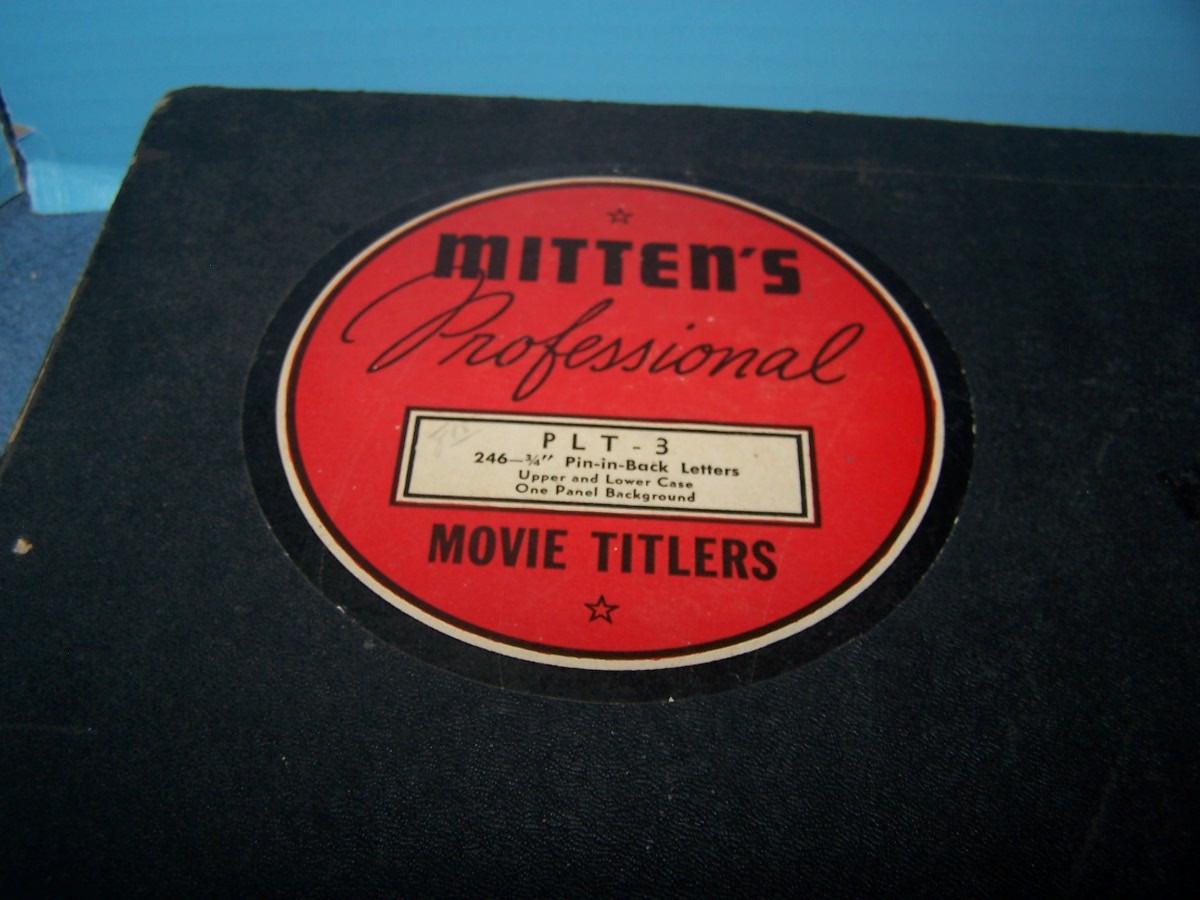 MITTEN'S
Professional
PLT-3
246—¾" Pin-in-Back Letters
Upper and Lower Case
One Panel Background
MOVIE TITLERS